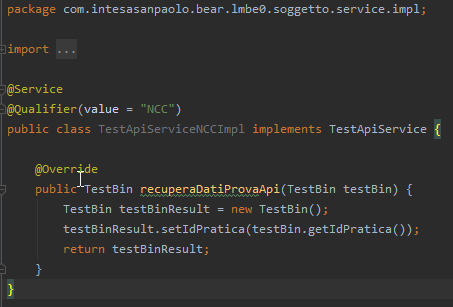 package com.intesasanpaolo.bear.lmbe0.soggetto.service.impl;
import ...
@Service
@Qualifier(value = "NCC")
public class TestApiServiceNCCImpl implements TestApiService {
@Override
public TestBin recuperaDatiProvaApi(TestBin testBin) {
TestBin testBinResult = new TestBin();
testBinResult.setIdPratica(testBin.getIdPratica());
return testBinResult;
}
}